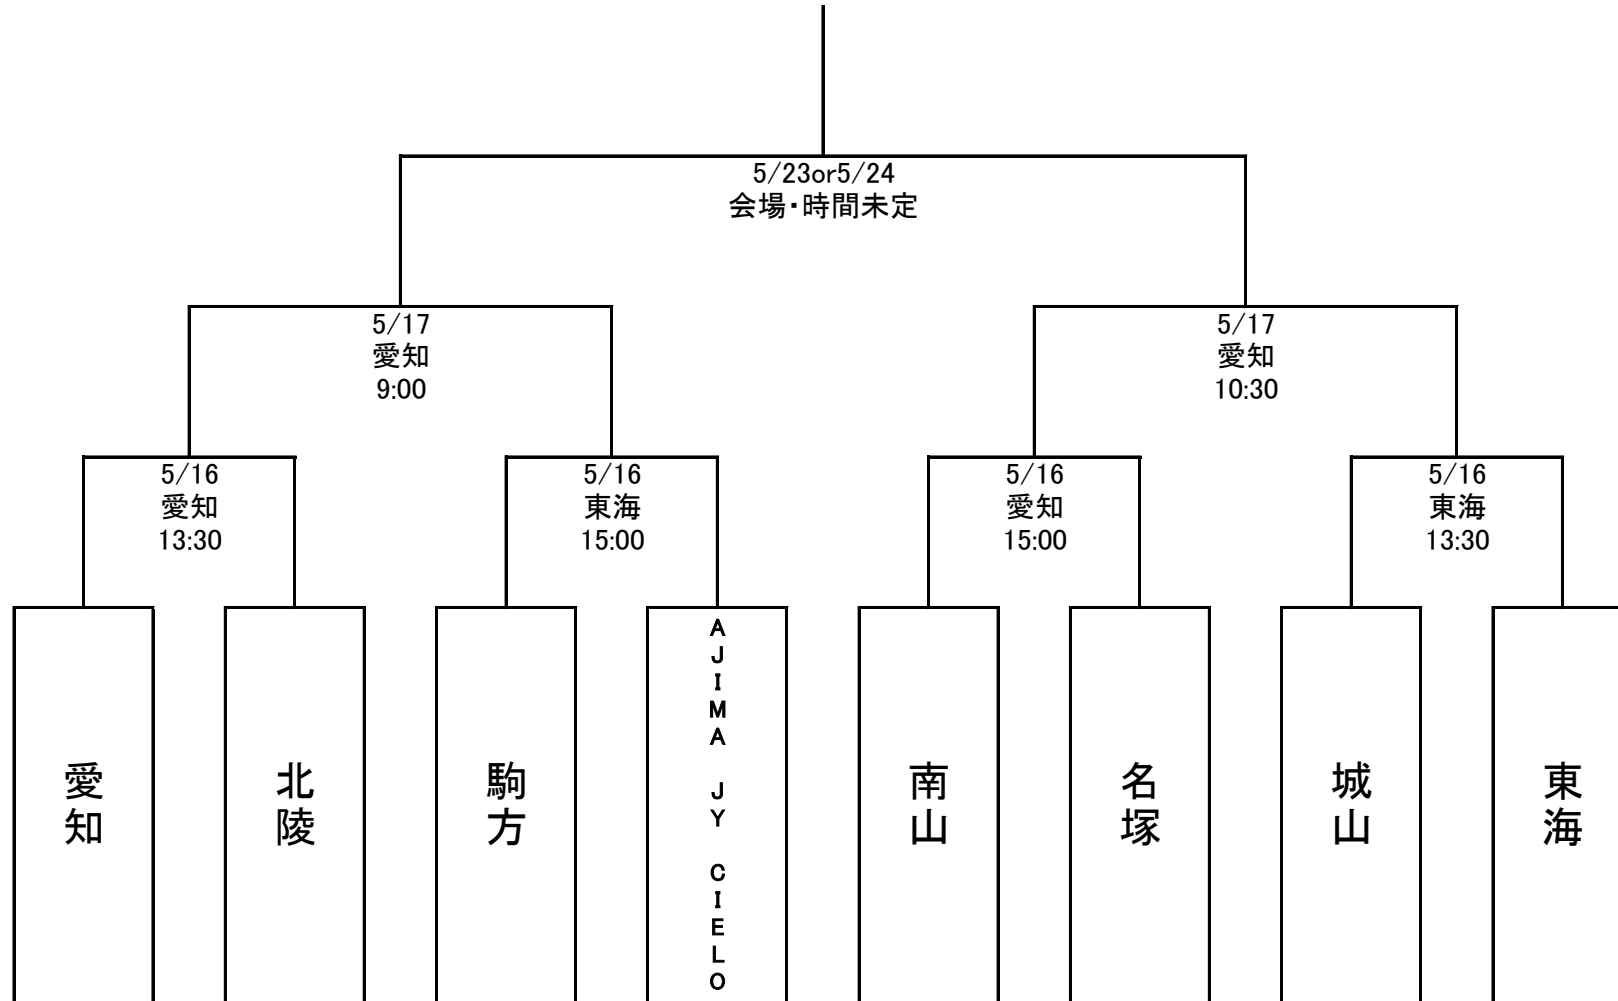 5/23or5/24
会場・時間未定
5/17
愛知
9:00
5/17
愛知
10:30
5/16
愛知
13:30
5/16
東海
15:00
5/16
愛知
15:00
5/16
東海
13:30
愛知
北陵
駒方
AJIMA JY CIELO
南山
名塚
城山
東海